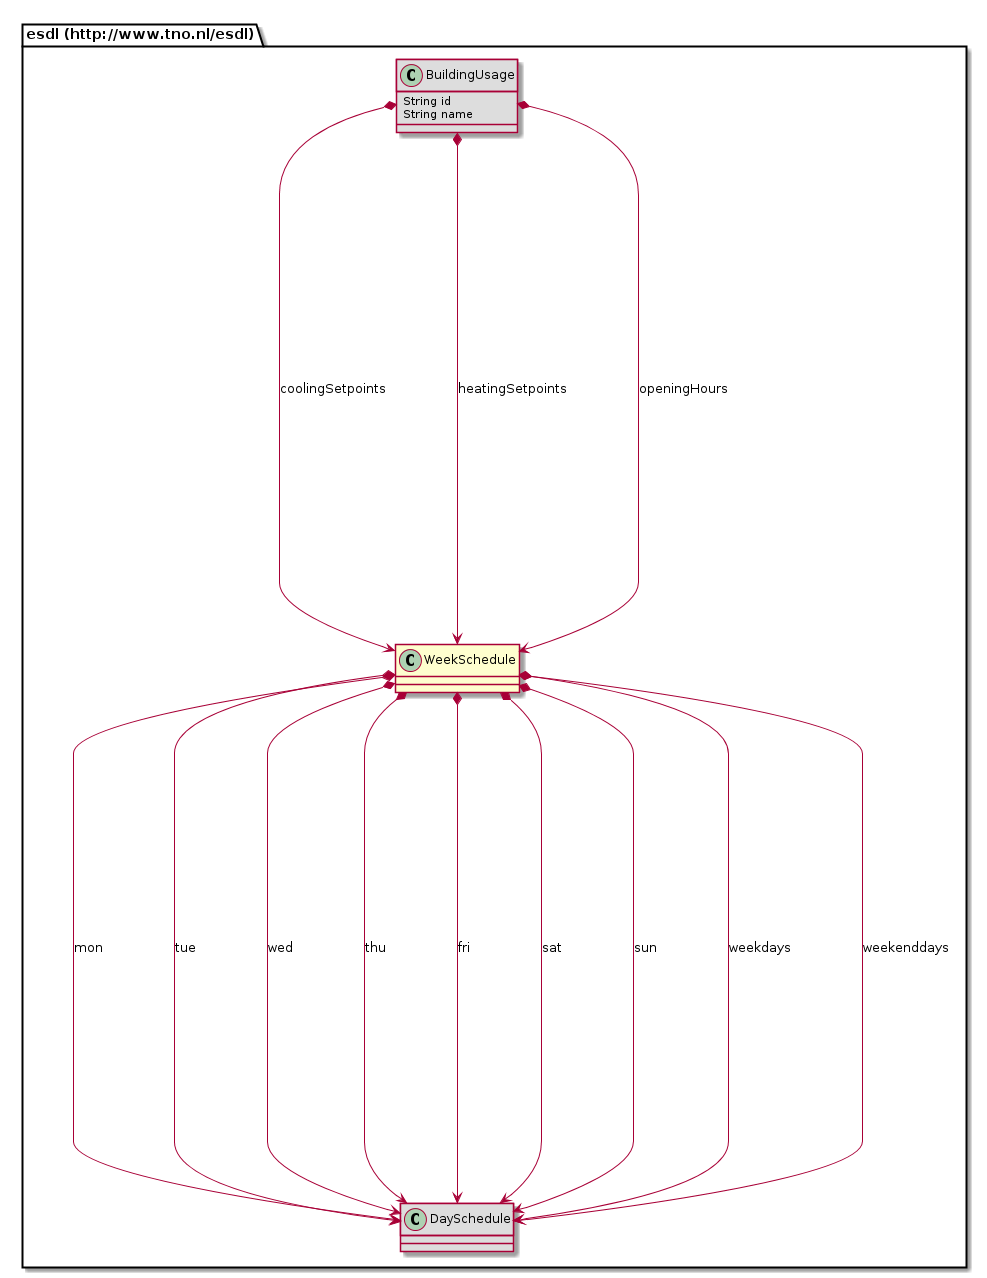 esdl (http://www.tno.nl/esdl)
C BuildingUsage
String id
String name
coolingSetpoints heatingSetpoints openingHours
C WeekSchedule
mon tue wed thu fri sat sun weekdays weekenddays
C DaySchedule